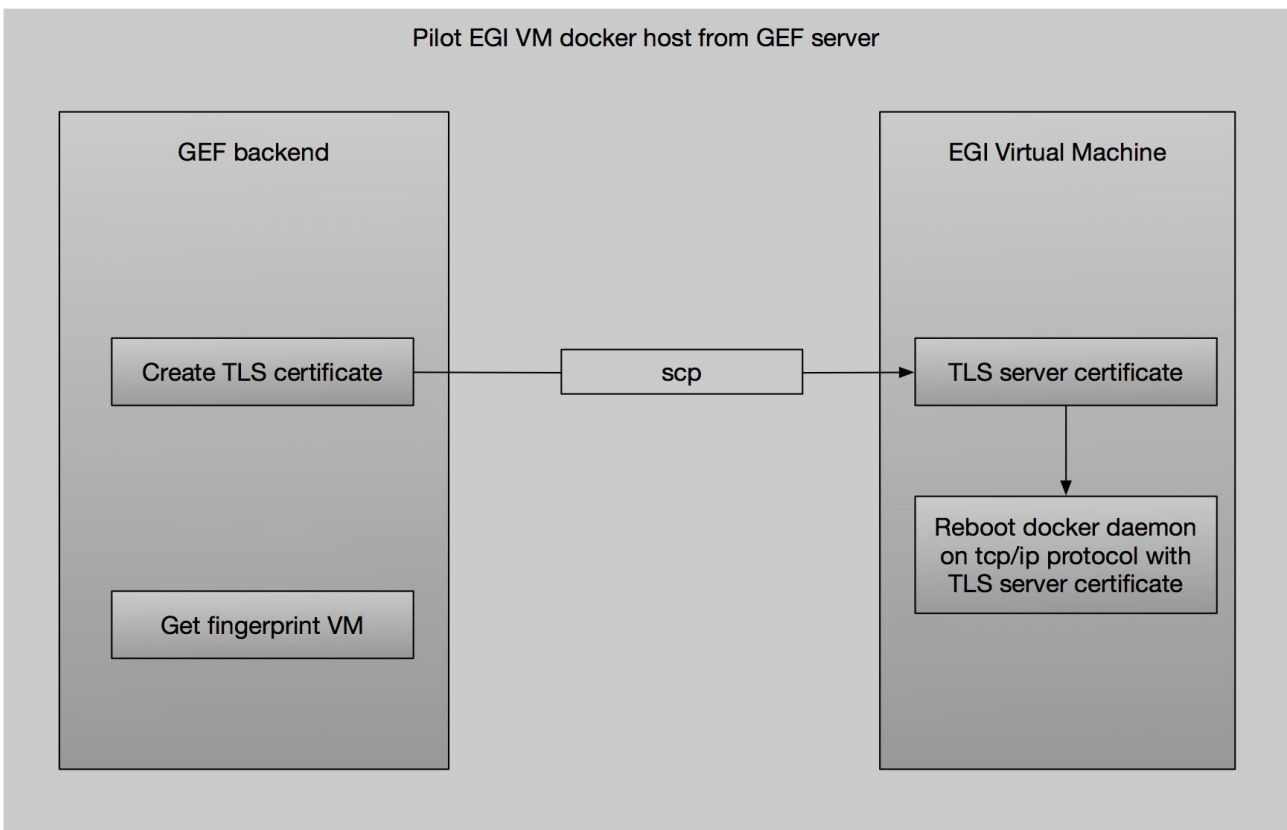 Pilot EGI VM docker host from GEF server
GEF backend
EGI Virtual Machine
Create TLS certificate
scp
TLS server certificate
Reboot docker daemon
on tcp/ip protocol with
TLS server certificate
Get fingerprint VM